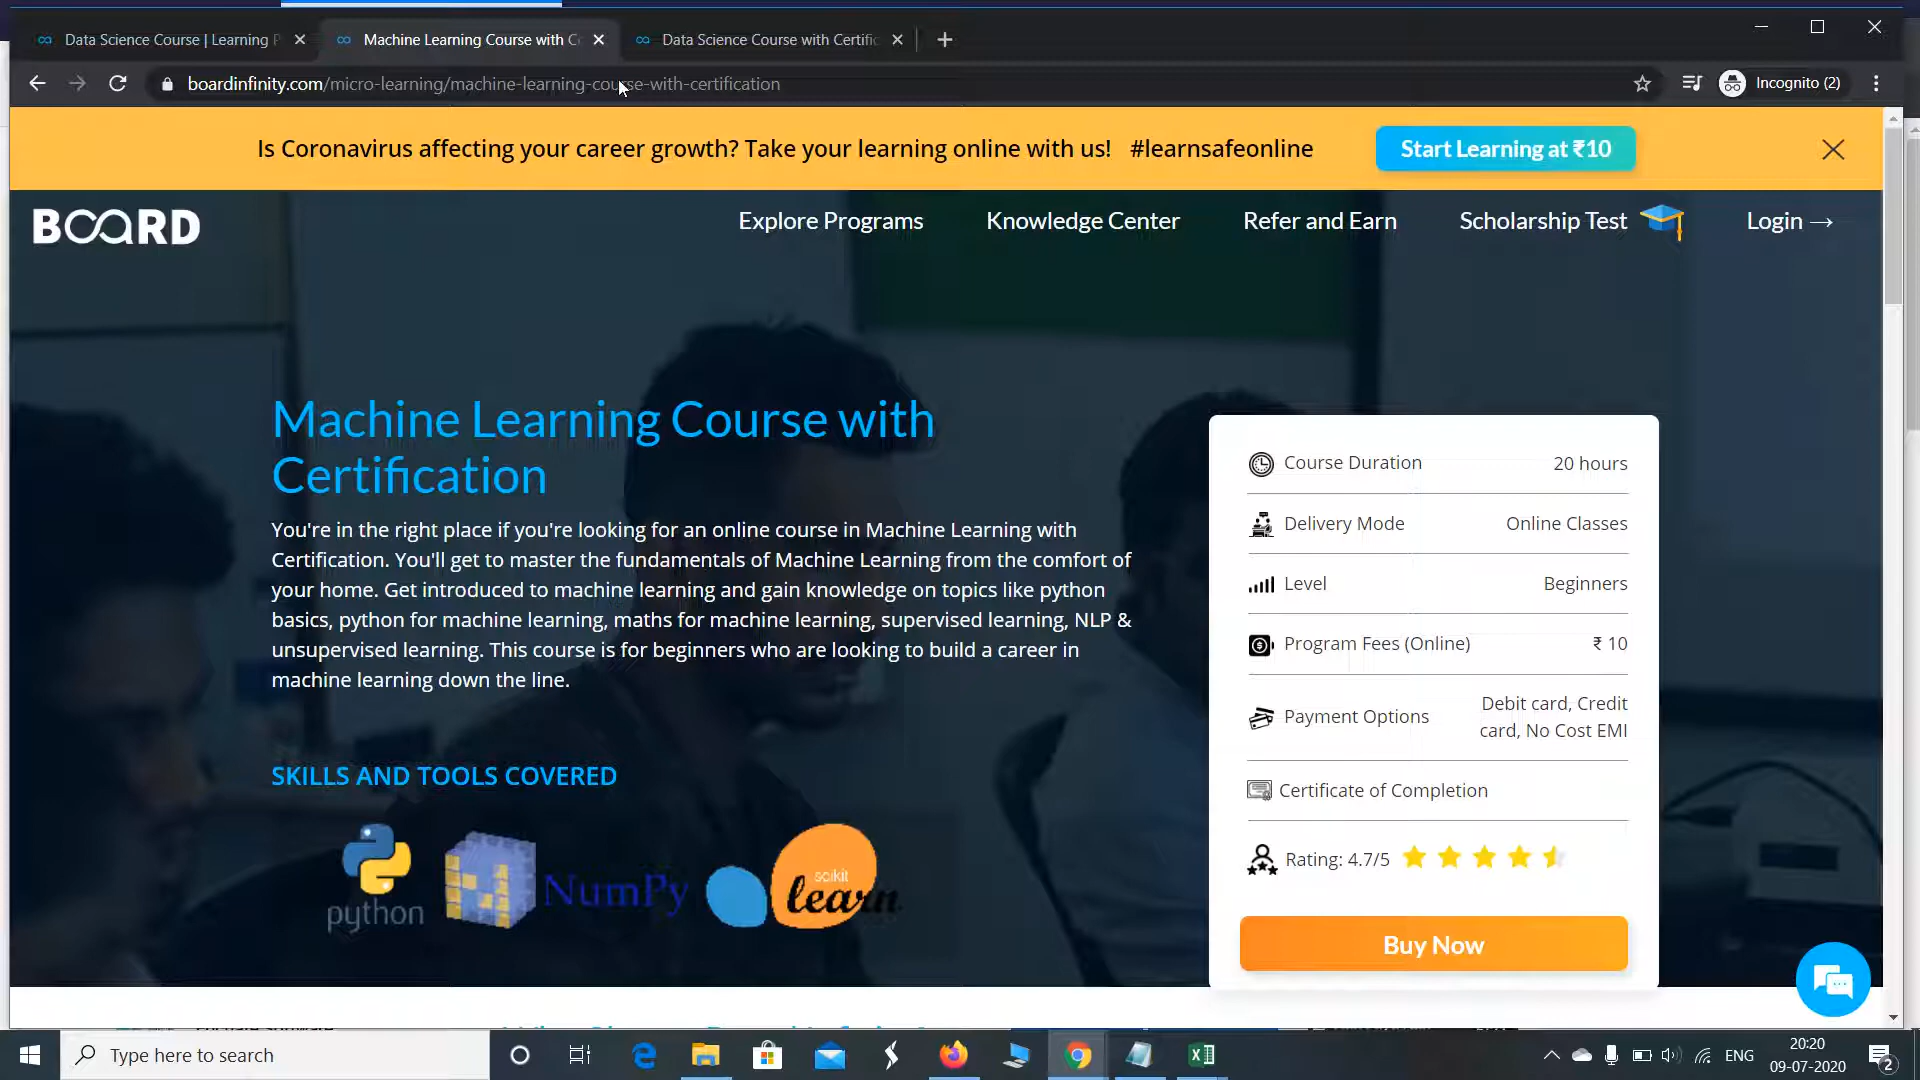 Data Science Course | Learning P
Machine Learning Course with C
Data Science Course with Certific
boardinfinity.com/micro-learning/machine-learning-course-with-certification
Incognito (2)
Is Coronavirus affecting your career growth? Take your learning online with us! #learnsafeonline
Start Learning at ₹10
BOARD
Explore Programs
Knowledge Center
Refer and Earn
Scholarship Test
Login →
Machine Learning Course with
Certification
You're in the right place if you're looking for an online course in Machine Learning with
Certification. You'll get to master the fundamentals of Machine Learning from the comfort of
your home. Get introduced to machine learning and gain knowledge on topics like python
basics, python for machine learning, maths for machine learning, supervised learning, NLP &
unsupervised learning. This course is for beginners who are looking to build a career in
machine learning down the line.
SKILLS AND TOOLS COVERED
python
NumPy
scikit
learn
Course Duration 20 hours
Delivery Mode Online Classes
Level Beginners
Program Fees (Online) ₹ 10
Payment Options Debit card, Credit
card, No Cost EMI
Certificate of Completion
Rating: 4.7/5
Buy Now
Type here to search
ENG
20:20
09-07-2020
2